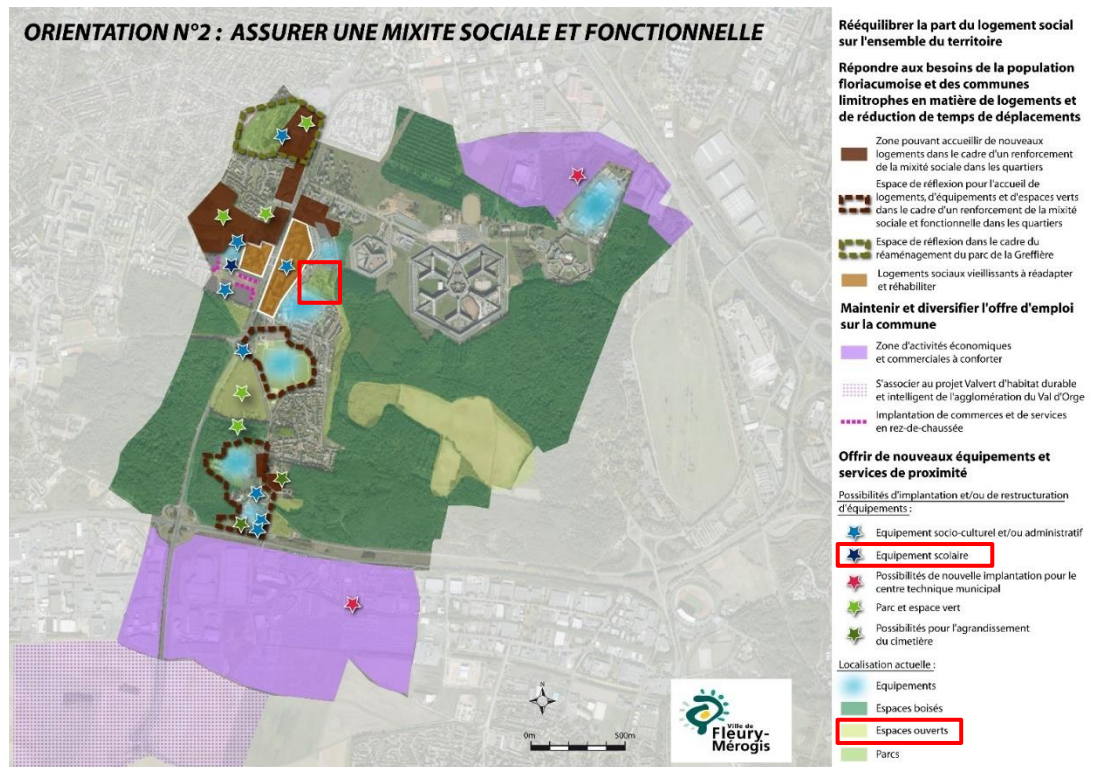 ORIENTATION N°2 : ASSURER UNE MIXITE SOCIALE ET FONCTIONNELLE
Rééquilibrer la part du logement social
sur l'ensemble du territoire
Répondre aux besoins de la population
floriacumoise et des communes
limitrophes en matière de logements et
de réduction de temps de déplacements
Zone pouvant accueillir de nouveaux
logements dans le cadre d'un renforcement
de la mixité sociale dans les quartiers
Espace de réflexion pour l'accueil de
logements, d'équipements et d'espaces verts
dans le cadre d'un renforcement de la mixité
sociale et fonctionnelle dans les quartiers
Espace de réflexion dans le cadre du
réaménagement du parc de la Greffière
Logements sociaux vieillissants à réadapter
et réhabiliter
Maintenir et diversifier l'offre d'emploi
sur la commune
Zone d'activités économiques
et commerciales à conforter
S'associer au projet Valvert d'habitat durable
et intelligent de l'agglomération du Val d'Orge
Implantation de commerces et de services
en rez-de-chaussée
Offrir de nouveaux équipements et
services de proximité
Possibilités d'implantation et/ou de restructuration
d'équipements :
Equipement socio-culturel et/ou administratif
Equipement scolaire
Possibilités de nouvelle implantation pour le
centre technique municipal
Parc et espace vert
Possibilités pour l'agrandissement
du cimetière
Localisation actuelle :
Equipements
Espaces boisés
Espaces ouverts
Parcs
N
0m 500m
Ville de
Fleury-
Mérogis